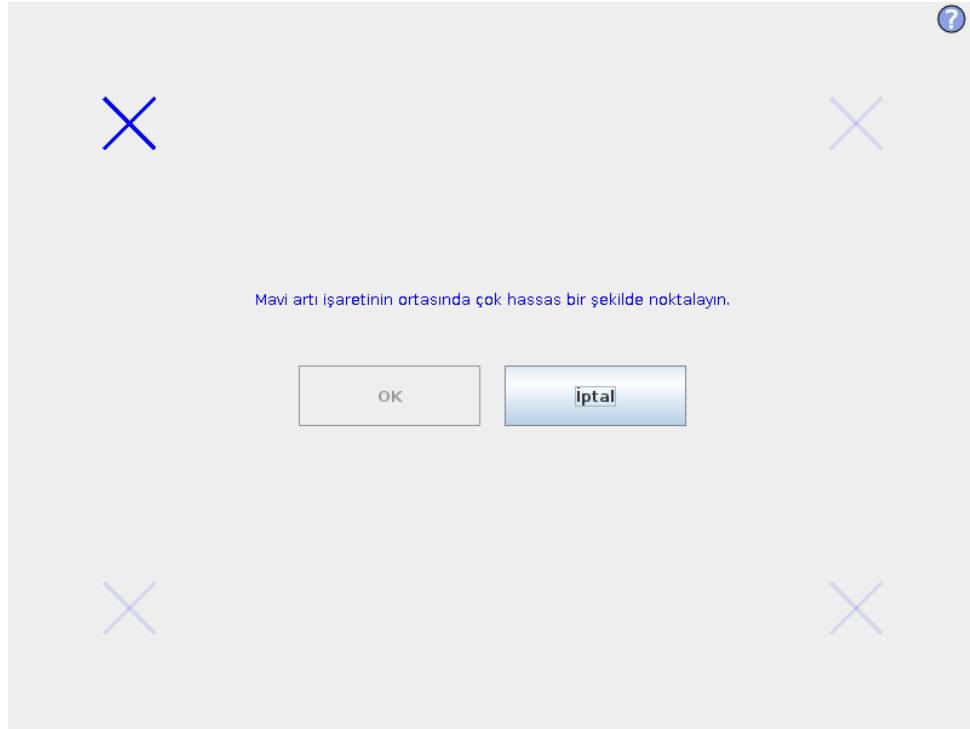 ?
Mavi artı işaretinin ortasında çok hassas bir şekilde noktalayın.
OK
İptal